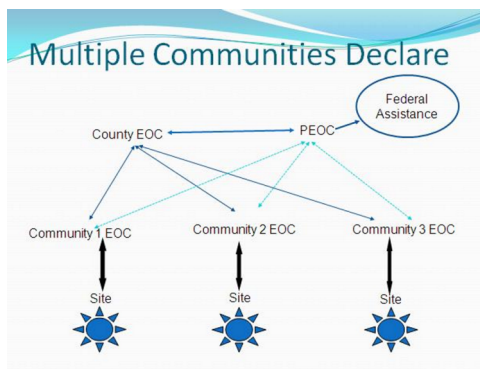 Multiple Communities Declare
Federal
Assistance
County EOC
PEOC
Community 1 EOC
Community 2 EOC
Community 3 EOC
Site
Site
Site